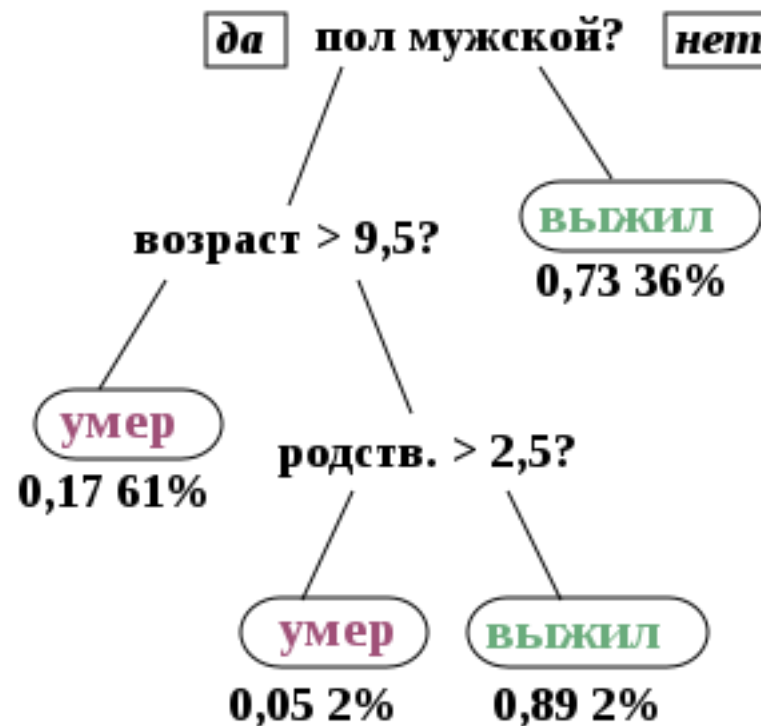 да пол мужской? нет
возраст > 9,5?
выжил
0,73 36%
умер
0,17 61%
родств. > 2,5?
умер
0,05 2%
выжил
0,89 2%